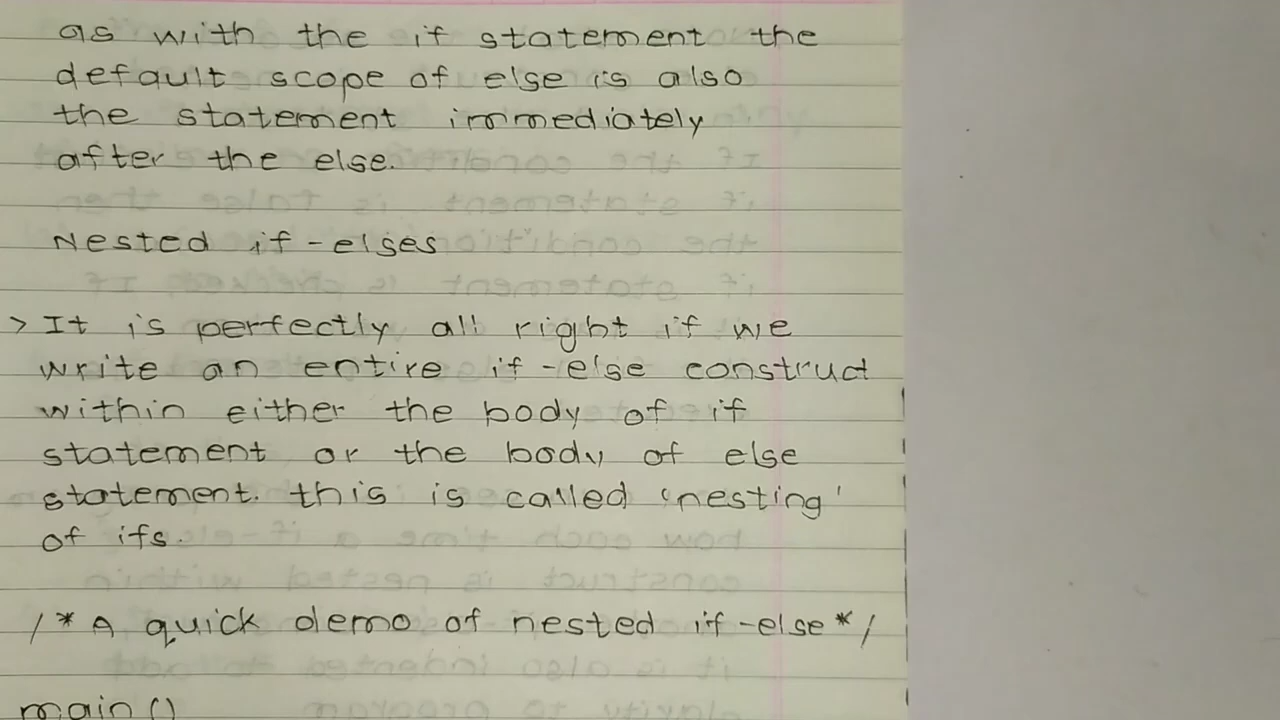 as with the if statement the
default scope of else is also
the statement immediately
after the else.
Nested if-elses
> It is perfectly all right if we
write an entire if-else construct
within either the body of if
statement or the body of else
statement. this is called 'nesting'
of ifs.
/* A quick demo of nested if-else */
main()